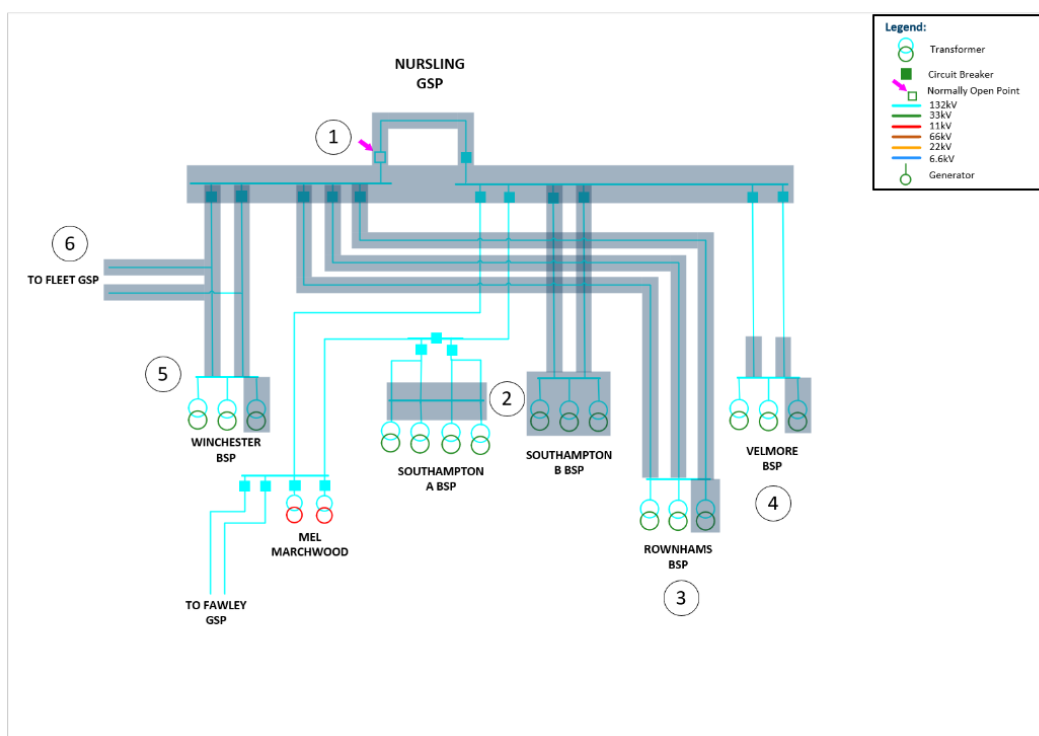 Legend:
Transformer
Circuit Breaker
Normally Open Point
132kV
33kV
11kV
66kV
22kV
6.6kV
Generator
NURSLING
GSP
1
6
TO FLEET GSP
5
2
WINCHESTER
BSP
SOUTHAMPTON
A BSP
SOUTHAMPTON
B BSP
VELMORE
BSP
4
MEL
MARCHWOOD
ROWNHAMS
BSP
3
TO FAWLEY
GSP